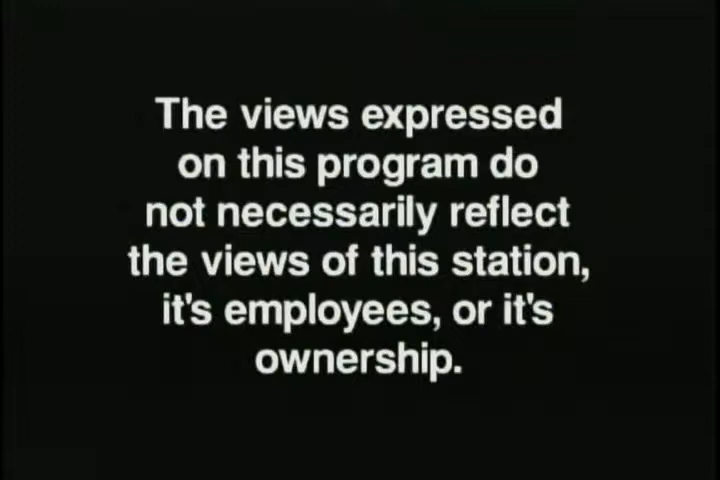 The views expressed
on this program do
not necessarily reflect
the views of this station,
it's employees, or it's
ownership.